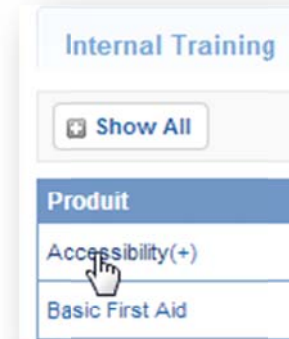 Internal Training
Show All
Produit
Accessibility(+)
Basic First Aid